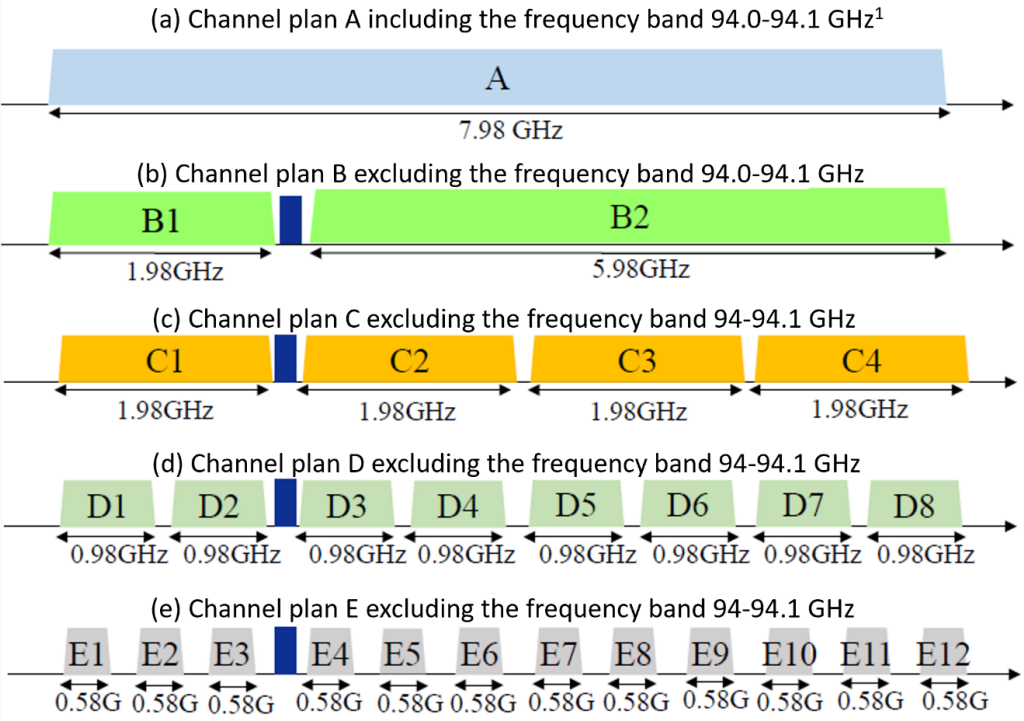 (a) Channel plan A including the frequency band 94.0-94.1 GHz¹
A
7.98 GHz
(b) Channel plan B excluding the frequency band 94.0-94.1 GHz
B1 B2
1.98GHz 5.98GHz
(c) Channel plan C excluding the frequency band 94-94.1 GHz
C1 C2 C3 C4
1.98GHz 1.98GHz 1.98GHz 1.98GHz
(d) Channel plan D excluding the frequency band 94-94.1 GHz
D1 D2 D3 D4 D5 D6 D7 D8
0.98GHz 0.98GHz 0.98GHz 0.98GHz 0.98GHz 0.98GHz 0.98GHz 0.98GHz
(e) Channel plan E excluding the frequency band 94-94.1 GHz
E1 E2 E3 E4 E5 E6 E7 E8 E9 E10 E11 E12
0.58G 0.58G 0.58G 0.58G 0.58G 0.58G 0.58G 0.58G 0.58G 0.58G 0.58G 0.58G